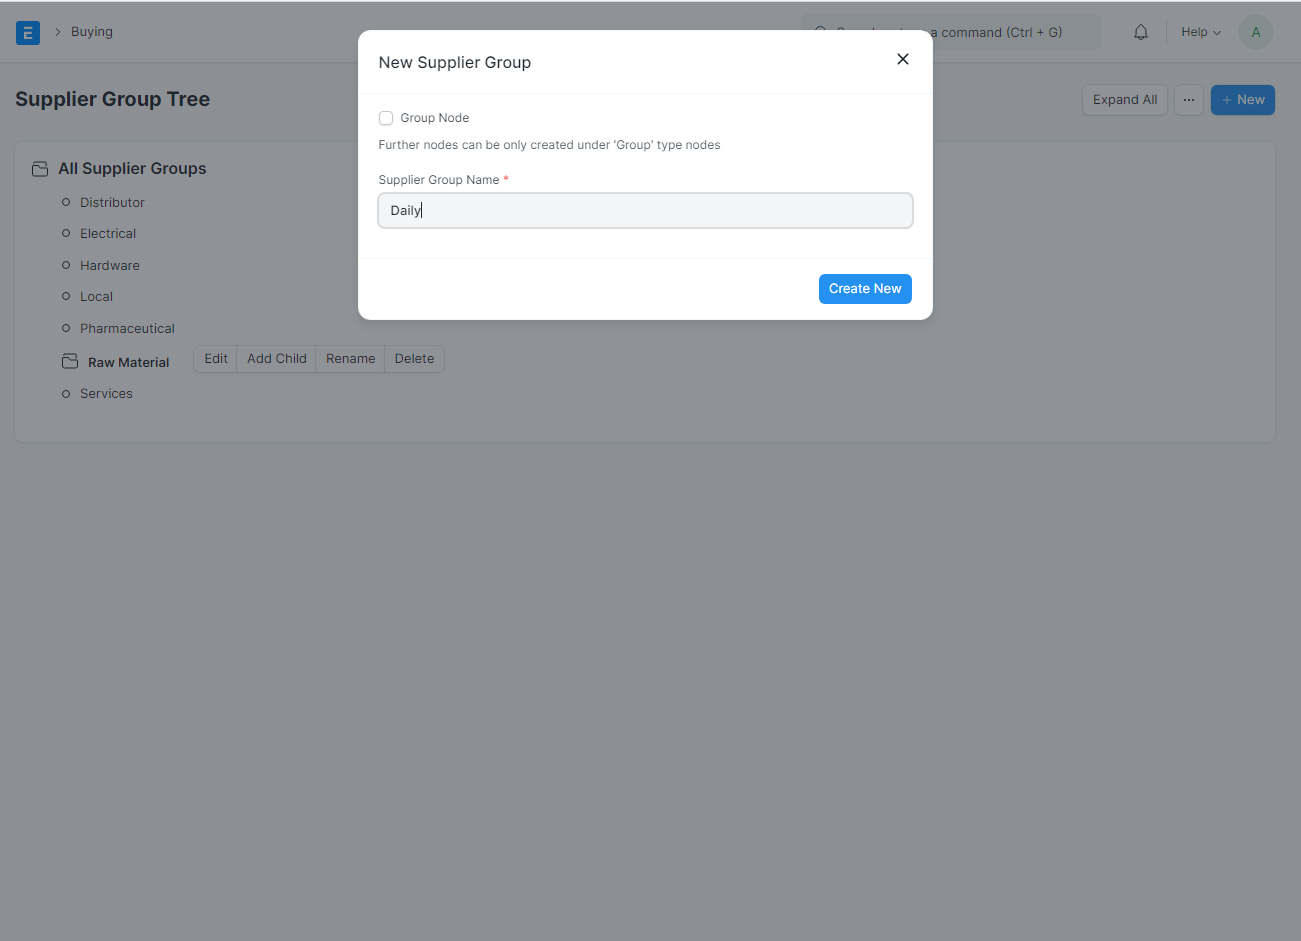 E
Buying
a command (Ctrl + G)
Help
A
Supplier Group Tree
Expand All
···
+ New
All Supplier Groups
Distributor
Electrical
Hardware
Local
Pharmaceutical
Raw Material
Edit
Add Child
Rename
Delete
Services
New Supplier Group
Group Node
Further nodes can be only created under 'Group' type nodes
Supplier Group Name *
Daily
Create New